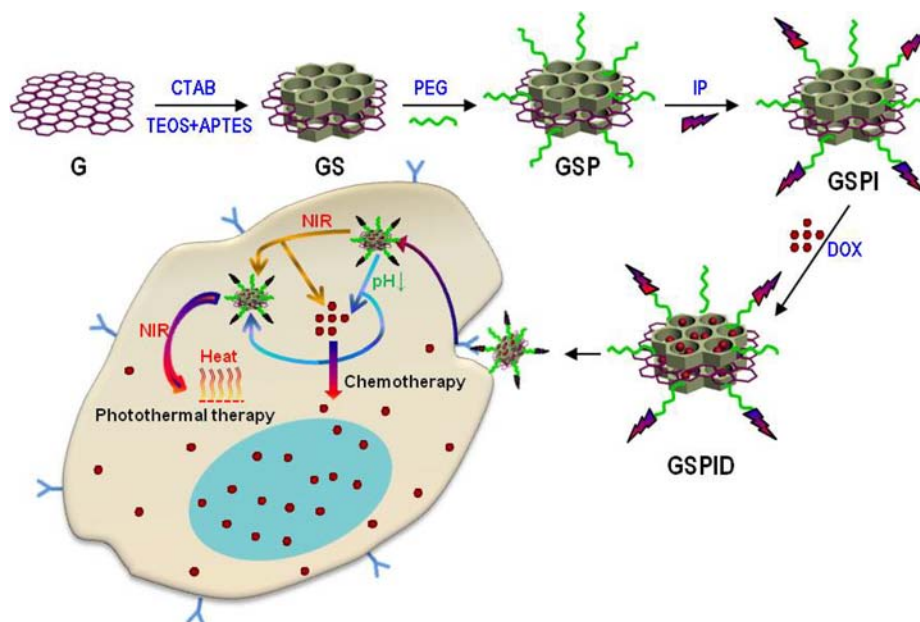 CTAB
TEOS+APTES
PEG
IP
G
GS
GSP
GSPI
DOX
NIR
pH↓
NIR
Heat
Chemotherapy
Photothermal therapy
GSPID